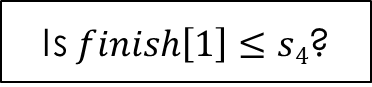 Is finish[1] ≤ s₄?